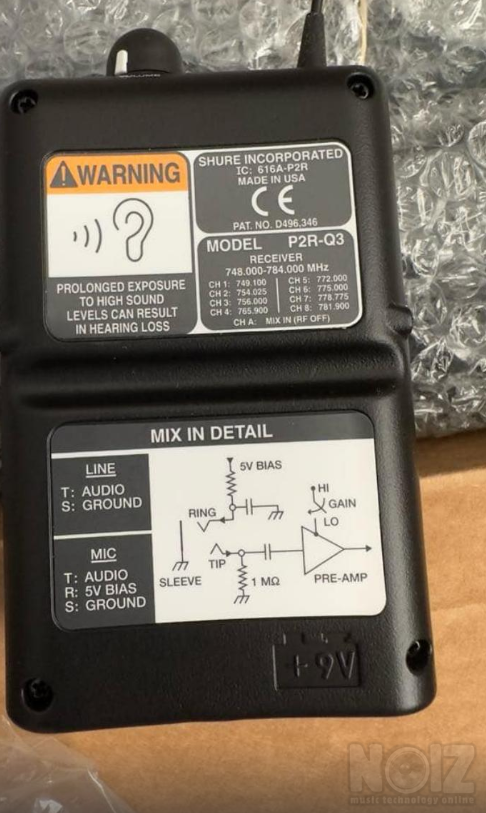 VOLUME
WARNING
PROLONGED EXPOSURE
TO HIGH SOUND
LEVELS CAN RESULT
IN HEARING LOSS
SHURE INCORPORATED
IC: 616A-P2R
MADE IN USA
CE
PAT. NO. D496,346
MODEL P2R-Q3
RECEIVER
748.000-784.000 MHz
CH 1: 749.100
CH 2: 754.025
CH 3: 756.000
CH 4: 765.900
CH 5: 772.000
CH 6: 775.000
CH 7: 778.775
CH 8: 781.900
CH A: MIX IN (RF OFF)
MIX IN DETAIL
LINE
T: AUDIO
S: GROUND
MIC
T: AUDIO
R: 5V BIAS
S: GROUND
5V BIAS
RING
SLEEVE
TIP
1 MΩ
HI
GAIN
LO
PRE-AMP
+ 9V
NOIZ
music technology online